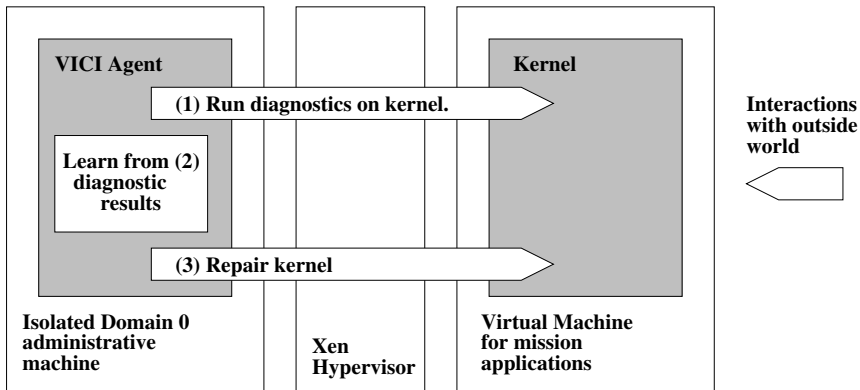 VICI Agent
Kernel
(1) Run diagnostics on kernel.
Learn from (2)
diagnostic
results
(3) Repair kernel
Interactions
with outside
world
Isolated Domain 0
administrative
machine
Xen
Hypervisor
Virtual Machine
for mission
applications